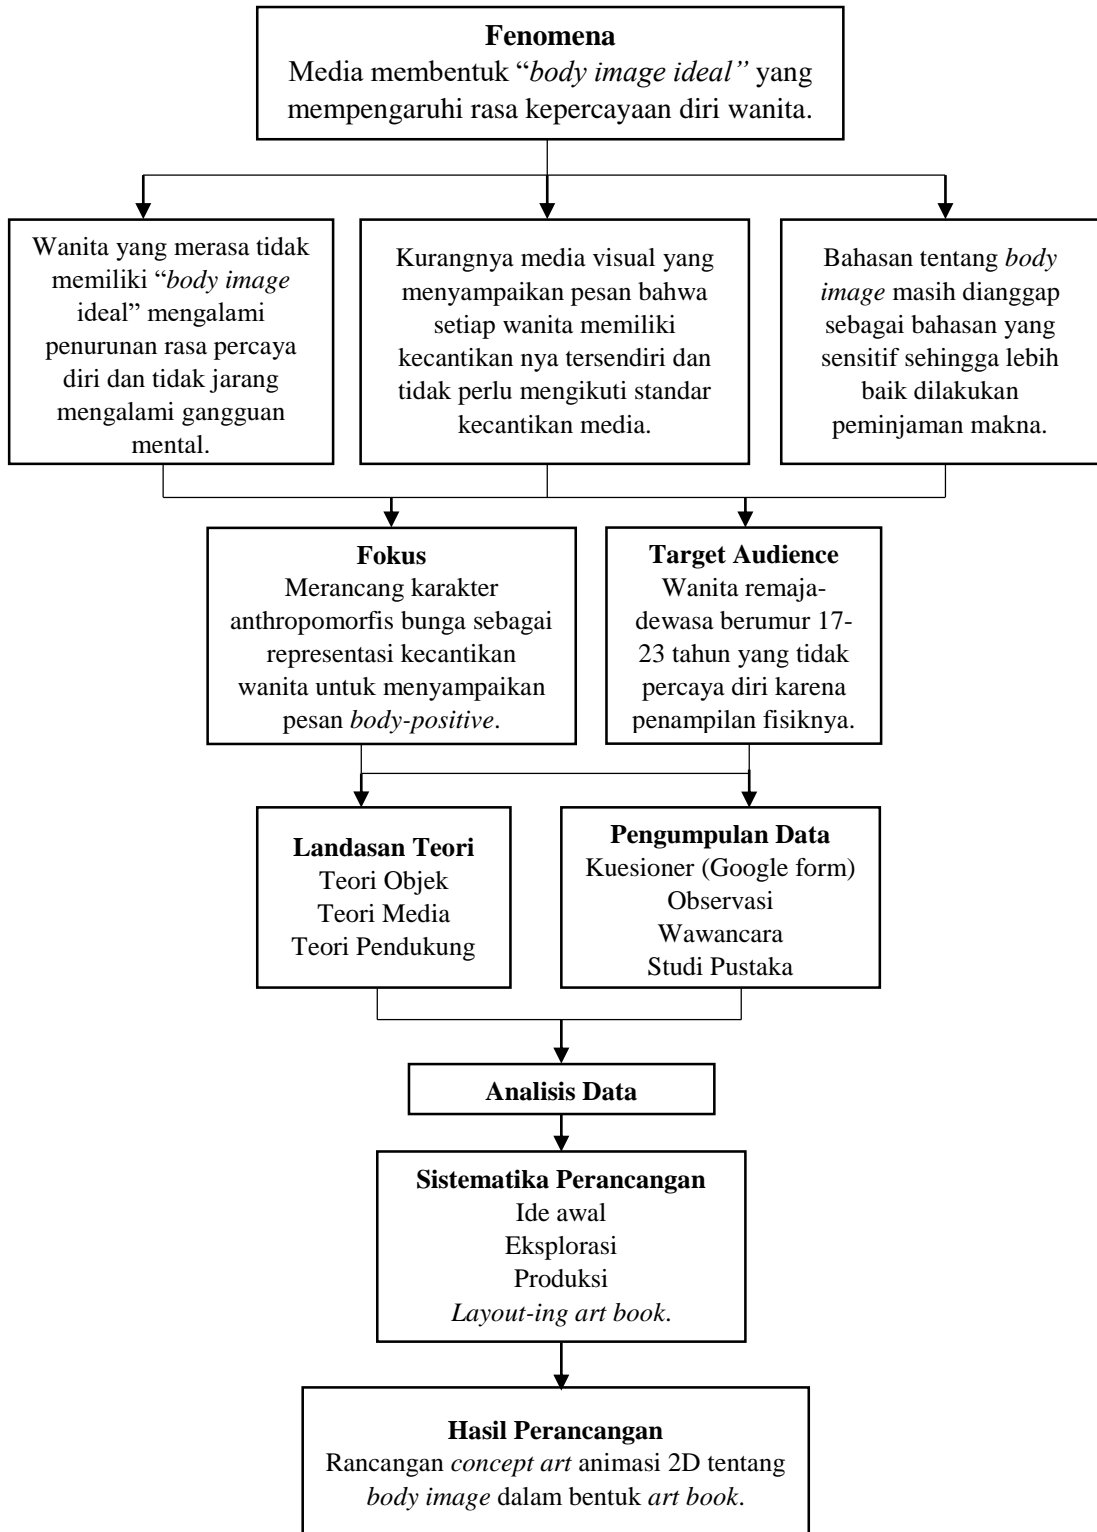 Fenomena
Media membentuk “body image ideal” yang
mempengaruhi rasa kepercayaan diri wanita.
Wanita yang merasa tidak
memiliki “body image
ideal” mengalami
penurunan rasa percaya
diri dan tidak jarang
mengalami gangguan
mental.
Kurangnya media visual yang
menyampaikan pesan bahwa
setiap wanita memiliki
kecantikan nya tersendiri dan
tidak perlu mengikuti standar
kecantikan media.
Bahasan tentang body
image masih dianggap
sebagai bahasan yang
sensitif sehingga lebih
baik dilakukan
peminjaman makna.
Fokus
Merancang karakter
anthropomorfis bunga sebagai
representasi kecantikan
wanita untuk menyampaikan
pesan body-positive.
Target Audience
Wanita remaja-
dewasa berumur 17-
23 tahun yang tidak
percaya diri karena
penampilan fisiknya.
Landasan Teori
Teori Objek
Teori Media
Teori Pendukung
Pengumpulan Data
Kuesioner (Google form)
Observasi
Wawancara
Studi Pustaka
Analisis Data
Sistematika Perancangan
Ide awal
Eksplorasi
Produksi
Layout-ing art book.
Hasil Perancangan
Rancangan concept art animasi 2D tentang
body image dalam bentuk art book.